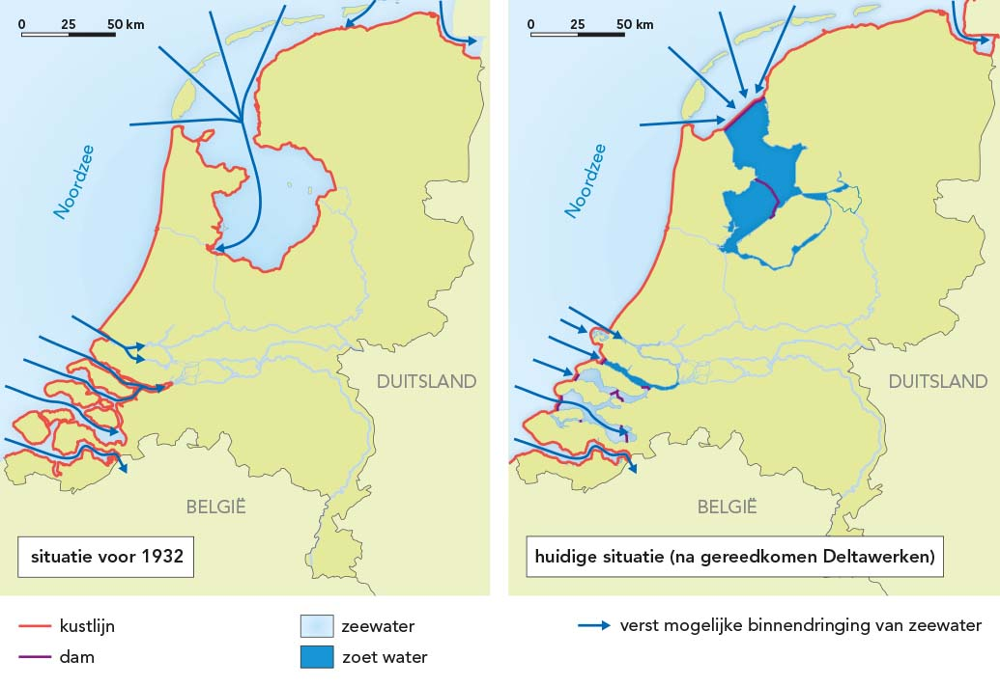 0 25 50 km
Noordzee
DUITSLAND
BELGIË
situatie voor 1932
0 25 50 km
Noordzee
DUITSLAND
BELGIË
huidige situatie (na gereedkomen Deltawerken)
kustlijn
dam
zeewater
zoet water
verst mogelijke binnendringing van zeewater